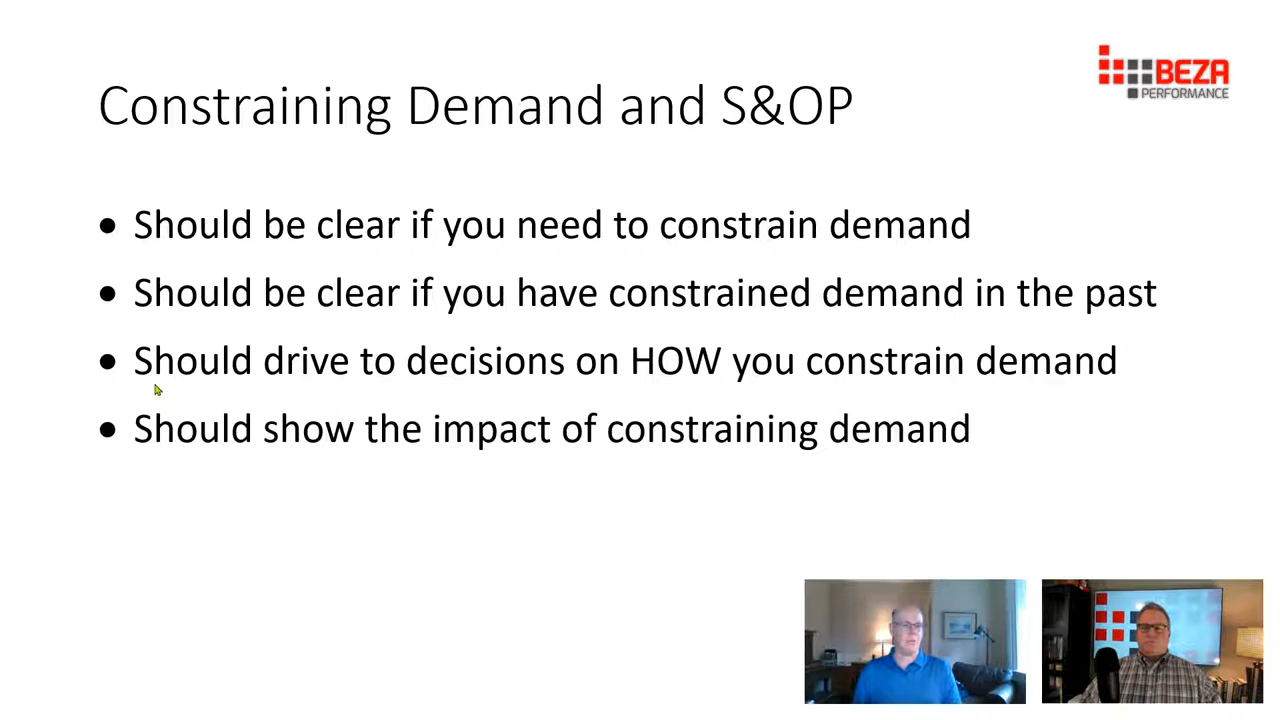 BEZA
PERFORMANCE
Constraining Demand and S&OP
• Should be clear if you need to constrain demand
• Should be clear if you have constrained demand in the past
• Should drive to decisions on HOW you constrain demand
• Should show the impact of constraining demand